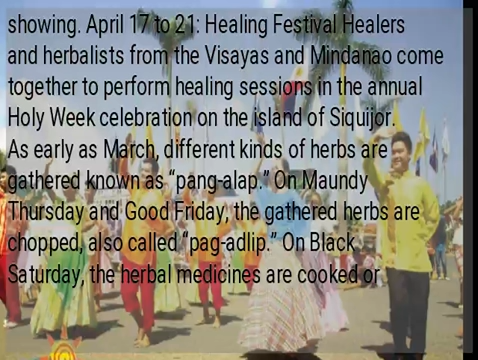 showing. April 17 to 21: Healing Festival Healers
and herbalists from the Visayas and Mindanao come
together to perform healing sessions in the annual
Holy Week celebration on the island of Siquijor.
As early as March, different kinds of herbs are
gathered known as “pang-alap.” On Maundy
Thursday and Good Friday, the gathered herbs are
chopped, also called “pag-adlip.” On Black
Saturday, the herbal medicines are cooked or